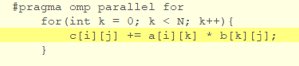 #pragma omp parallel for
for(int k = 0; k < N; k++){
c[i][j] += a[i][k] * b[k][j];
}